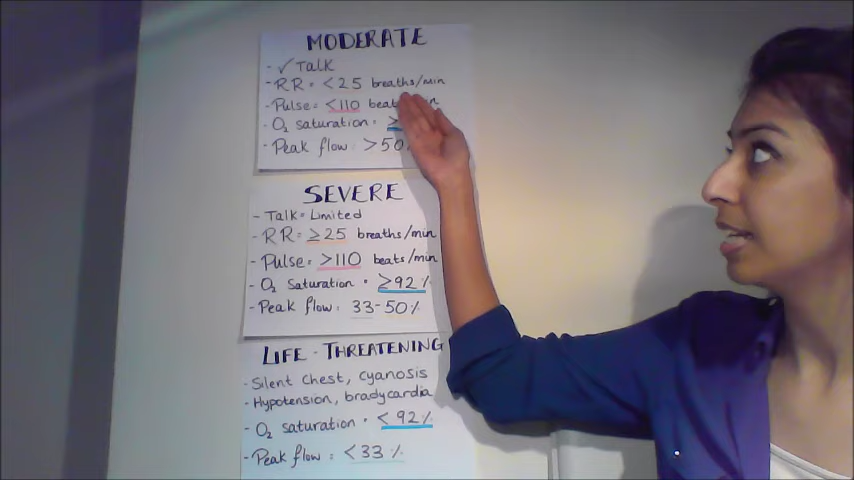 MODERATE
- ✓ Talk
- RR = <25 breaths/min
- Pulse = <110
- O₂ saturation =
- Peak flow : >50
SEVERE
- Talk = Limited
- RR = ≥25 breaths/min
- Pulse = >110 beats/min
- O₂ Saturation = ≥92%
- Peak flow : 33-50%
LIFE - THREATENING
- Silent Chest, cyanosis
- Hypotension, bradycardia
- O₂ saturation = <92%
- Peak flow : <33%